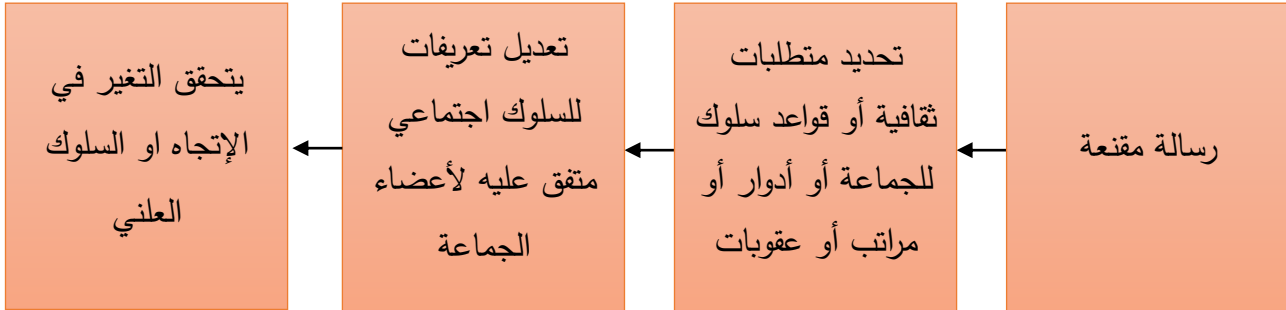 رسالة مقنعة
تحديد متطلبات
ثقافية أو قواعد سلوك
للجماعة أو أدوار أو
مراتب أو عقوبات
تعديل تعريفات
للسلوك اجتماعي
متفق عليه لأعضاء
الجماعة
يتحقق التغير في
الإتجاه او السلوك
العلني